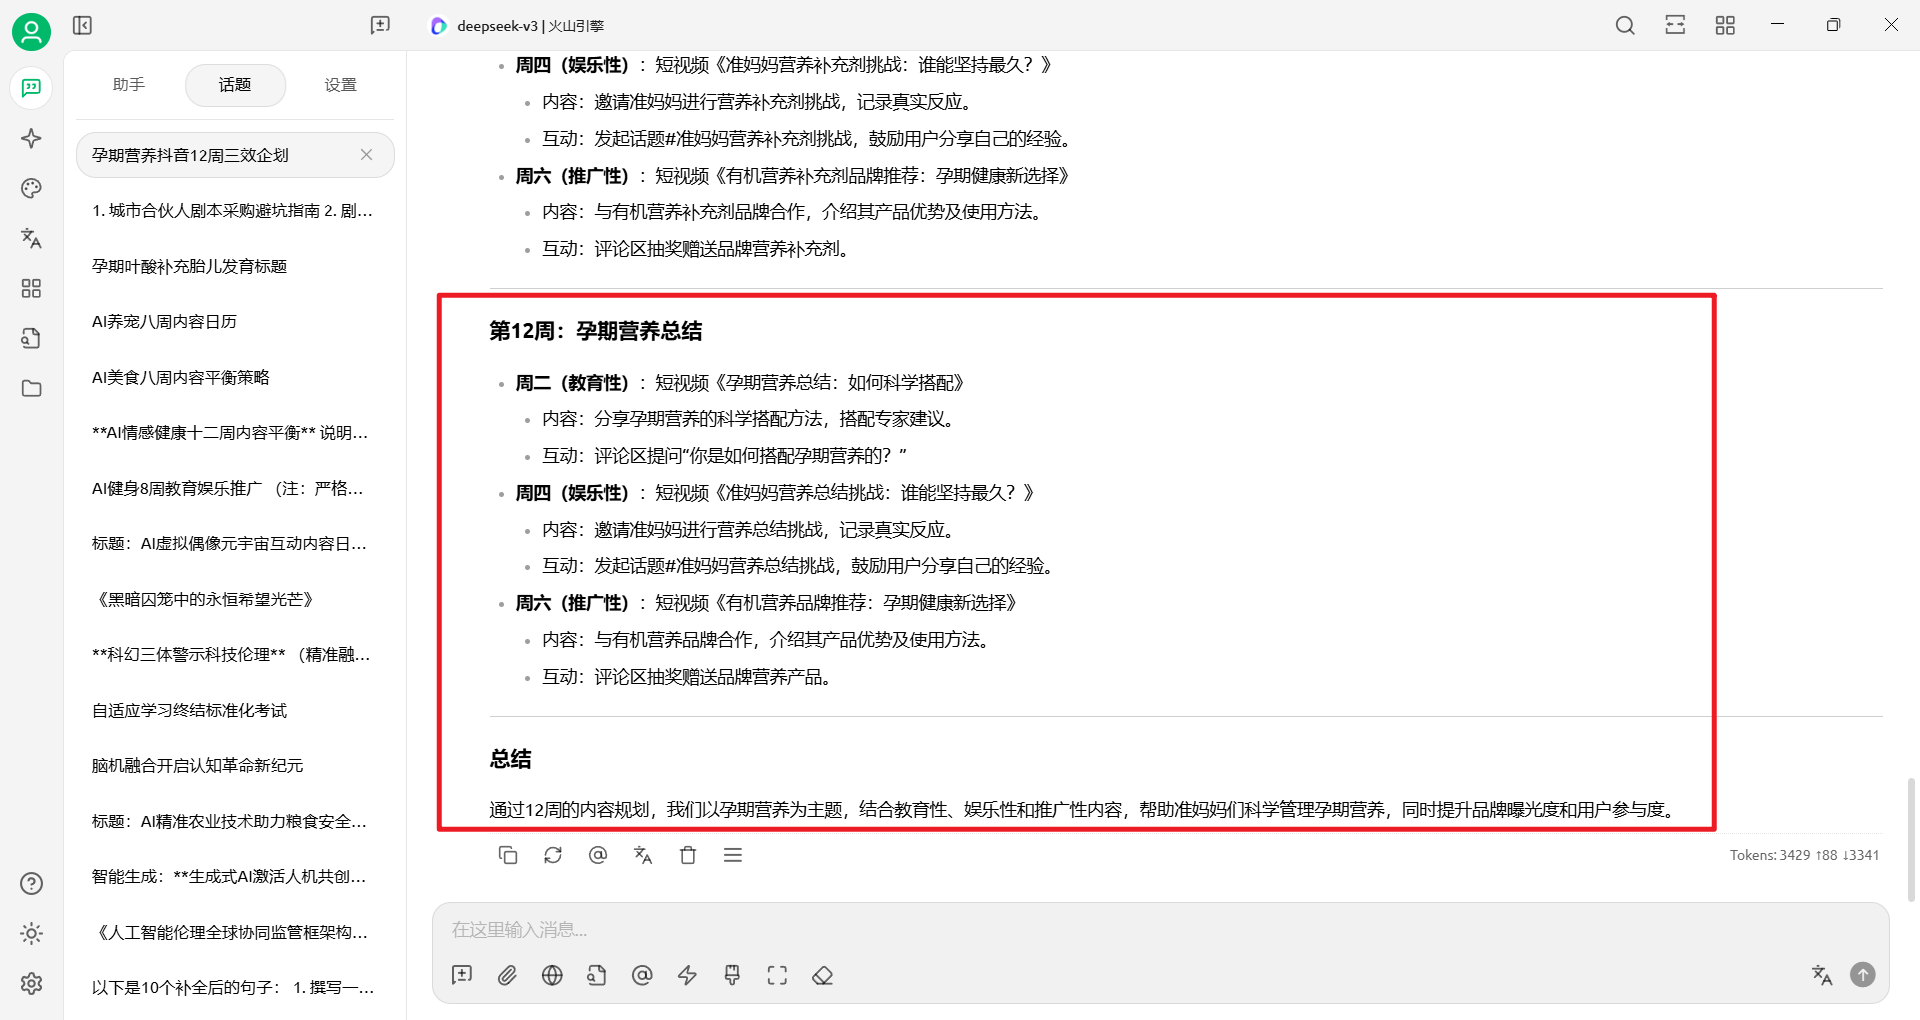 deepseek-v3 | 火山引擎
助手
话题
设置
孕期营养抖音12周三效企划
1. 城市合伙人剧本采购避坑指南 2. 剧...
孕期叶酸补充胎儿发育标题
AI养宠八周内容日历
AI美食八周内容平衡策略
**AI情感健康十二周内容平衡** 说明...
AI健身8周教育娱乐推广 （注：严格...
标题：AI虚拟偶像元宇宙互动内容日...
《黑暗囚笼中的永恒希望光芒》
**科幻三体警示科技伦理** （精准融...
自适应学习终结标准化考试
脑机融合开启认知革命新纪元
标题：AI精准农业技术助力粮食安全...
智能生成：**生成式AI激活人机共创...
《人工智能伦理全球协同监管框架构...
以下是10个补全后的句子： 1. 撰写一...
周四（娱乐性）：短视频《准妈妈营养补充剂挑战：谁能坚持最久？》
内容：邀请准妈妈进行营养补充剂挑战，记录真实反应。
互动：发起话题#准妈妈营养补充剂挑战，鼓励用户分享自己的经验。
周六（推广性）：短视频《有机营养补充剂品牌推荐：孕期健康新选择》
内容：与有机营养补充剂品牌合作，介绍其产品优势及使用方法。
互动：评论区抽奖赠送品牌营养补充剂。
第12周：孕期营养总结
周二（教育性）：短视频《孕期营养总结：如何科学搭配》
内容：分享孕期营养的科学搭配方法，搭配专家建议。
互动：评论区提问“你是如何搭配孕期营养的？”
周四（娱乐性）：短视频《准妈妈营养总结挑战：谁能坚持最久？》
内容：邀请准妈妈进行营养总结挑战，记录真实反应。
互动：发起话题#准妈妈营养总结挑战，鼓励用户分享自己的经验。
周六（推广性）：短视频《有机营养品牌推荐：孕期健康新选择》
内容：与有机营养品牌合作，介绍其产品优势及使用方法。
互动：评论区抽奖赠送品牌营养产品。
总结
通过12周的内容规划，我们以孕期营养为主题，结合教育性、娱乐性和推广性内容，帮助准妈妈们科学管理孕期营养，同时提升品牌曝光度和用户参与度。
Tokens: 3429 ↑88 ↓3341
在这里输入消息...